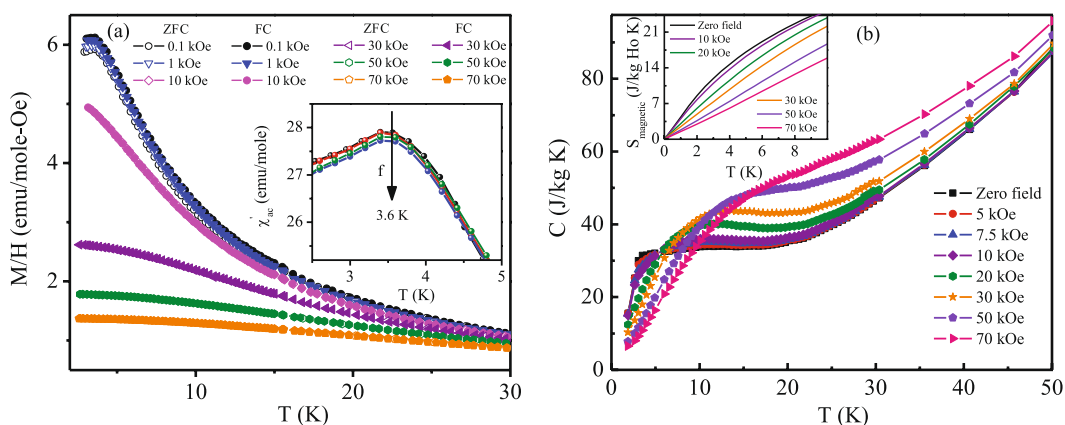 (a)
ZFC FC ZFC FC
0.1 kOe 0.1 kOe 30 kOe 30 kOe
1 kOe 1 kOe 50 kOe 50 kOe
10 kOe 10 kOe 70 kOe 70 kOe
M/H (emu/mole-Oe)
6
4
2
10 20 30
T (K)
χ'ac (emu/mole)
28
27
26
f
3.6 K
3 4 5
T (K)
(b)
C (J/kg K)
80
60
40
20
0
0 10 20 30 40 50
T (K)
Smagnetic (J/kg Ho K)
21
14
7
0
0 2 4 6 8
T (K)
Zero field
10 kOe
20 kOe
30 kOe
50 kOe
70 kOe
Zero field
5 kOe
7.5 kOe
10 kOe
20 kOe
30 kOe
50 kOe
70 kOe